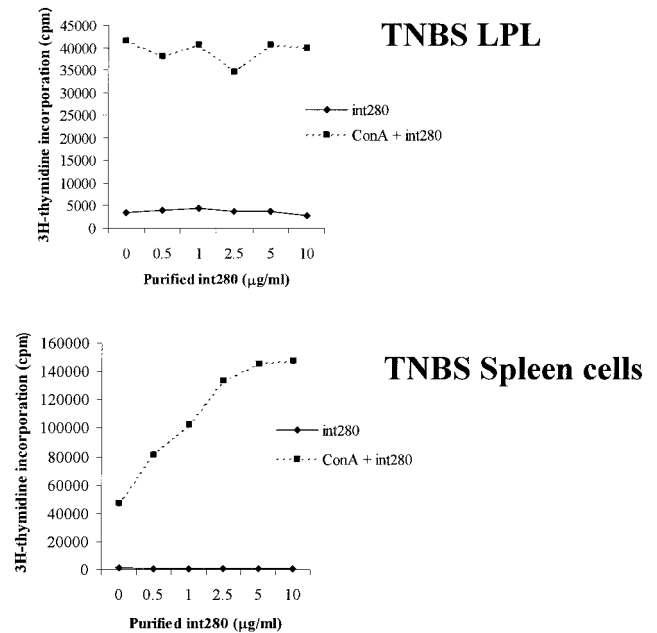 TNBS LPL
3H-thymidine incorporation (cpm)
45000
40000
35000
30000
25000
20000
15000
10000
5000
0
0 0.5 1 2.5 5 10
Purified int280 (μg/ml)
int280
ConA + int280
TNBS Spleen cells
3H-thymidine incorporation (cpm)
160000
140000
120000
100000
80000
60000
40000
20000
0
0 0.5 1 2.5 5 10
Purified int280 (μg/ml)
int280
ConA + int280